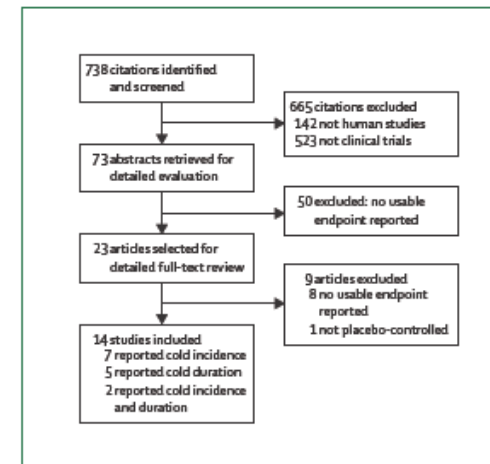 738 citations identified
and screened
665 citations excluded
142 not human studies
523 not clinical trials
73 abstracts retrieved for
detailed evaluation
50 excluded: no usable
endpoint reported
23 articles selected for
detailed full-text review
9 articles excluded
8 no usable endpoint
reported
1 not placebo-controlled
14 studies included
7 reported cold incidence
5 reported cold duration
2 reported cold incidence
and duration